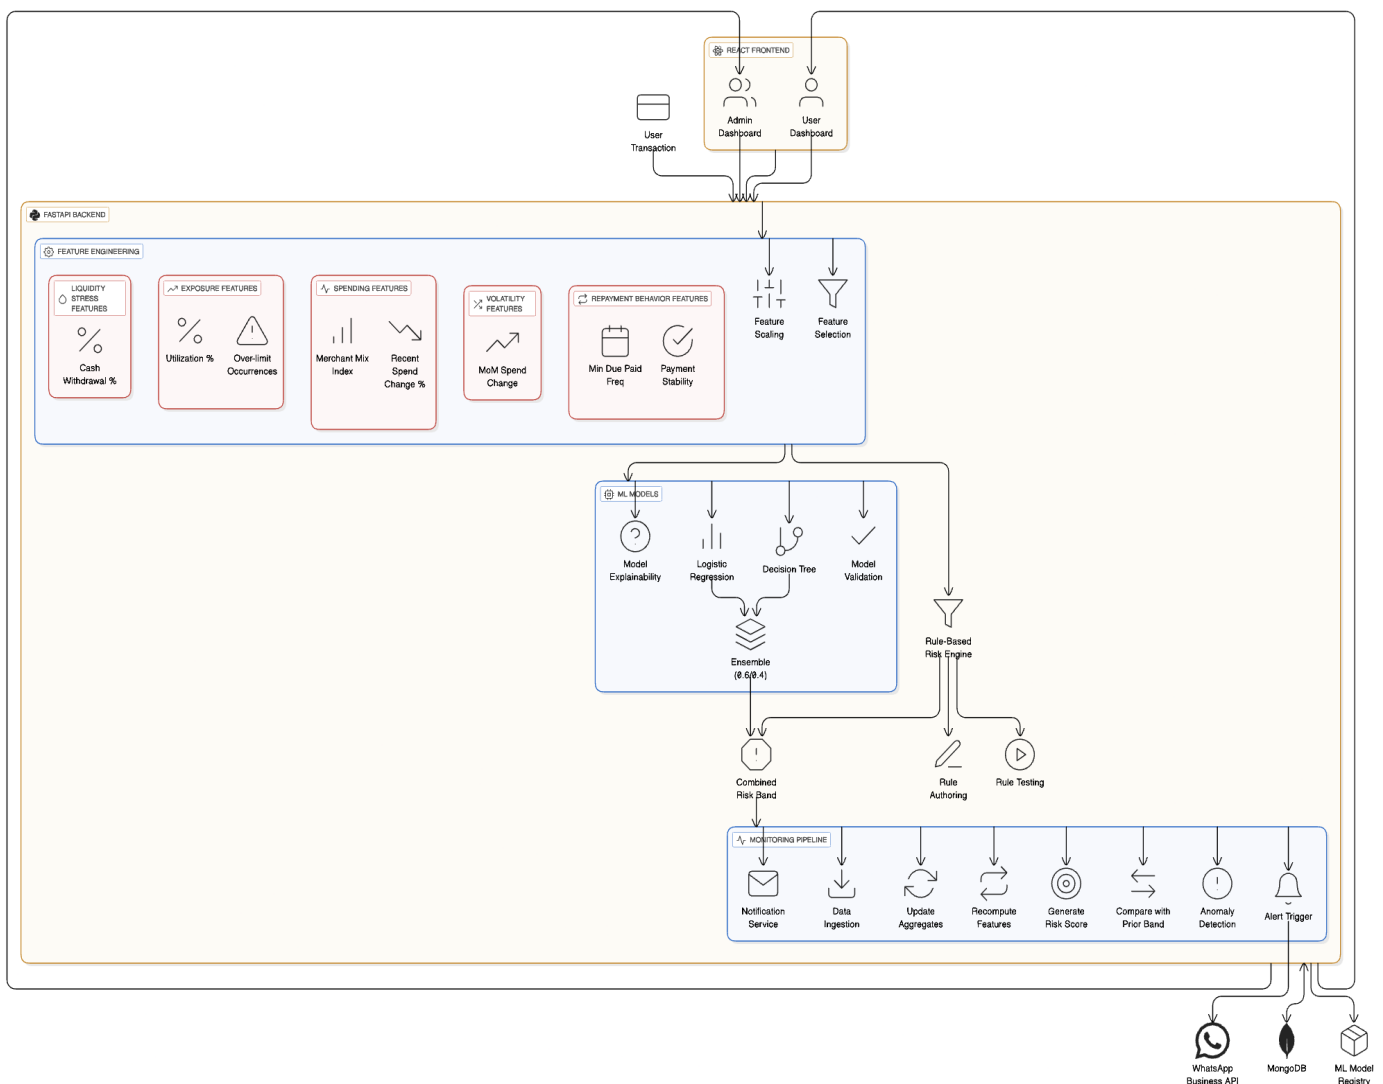 REACT FRONTEND
Admin
Dashboard
User
Dashboard
User
Transaction
FASTAPI BACKEND
FEATURE ENGINEERING
LIQUIDITY
STRESS
FEATURES
Cash
Withdrawal %
EXPOSURE FEATURES
Utilization %
Over-limit
Occurrences
SPENDING FEATURES
Merchant Mix
Index
Recent
Spend
Change %
VOLATILITY
FEATURES
MoM Spend
Change
REPAYMENT BEHAVIOR FEATURES
Min Due Paid
Freq
Payment
Stability
Feature
Scaling
Feature
Selection
ML MODELS
Model
Explainability
Logistic
Regression
Decision Tree
Model
Validation
Ensemble
(0.6/0.4)
Rule-Based
Risk Engine
Combined
Risk Band
Rule
Authoring
Rule Testing
MONITORING PIPELINE
Notification
Service
Data
Ingestion
Update
Aggregates
Recompute
Features
Generate
Risk Score
Compare with
Prior Band
Anomaly
Detection
Alert Trigger
WhatsApp
Business API
MongoDB
ML Model
Registry